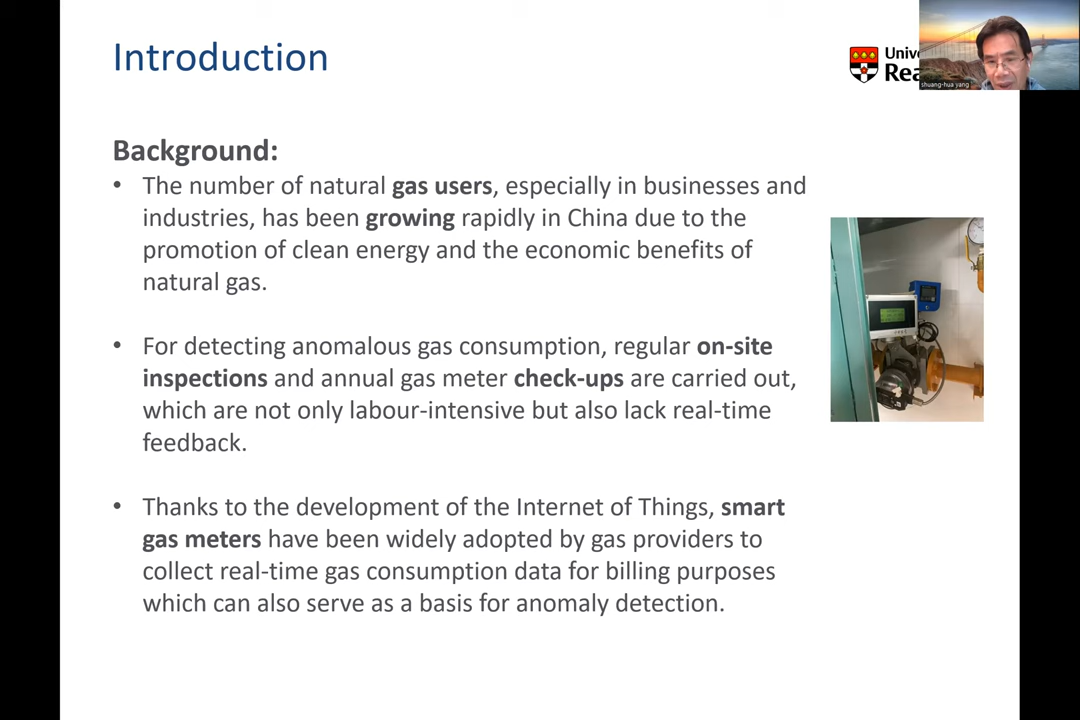 Introduction
shuang-hua yang
Background:
• The number of natural gas users, especially in businesses and
industries, has been growing rapidly in China due to the
promotion of clean energy and the economic benefits of
natural gas.
• For detecting anomalous gas consumption, regular on-site
inspections and annual gas meter check-ups are carried out,
which are not only labour-intensive but also lack real-time
feedback.
• Thanks to the development of the Internet of Things, smart
gas meters have been widely adopted by gas providers to
collect real-time gas consumption data for billing purposes
which can also serve as a basis for anomaly detection.